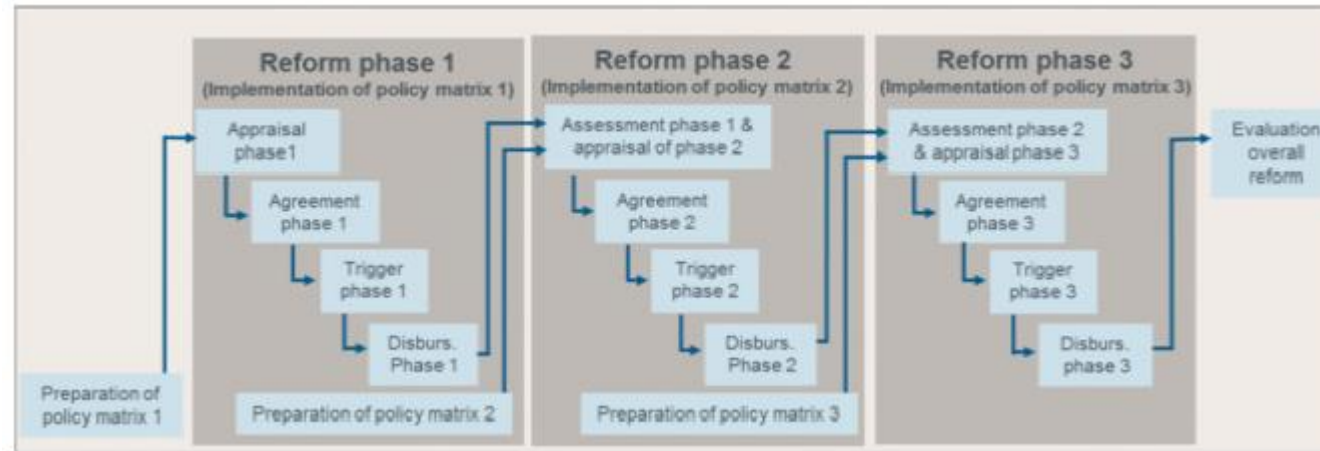 Reform phase 1
(Implementation of policy matrix 1)
Appraisal
phase1
Agreement
phase 1
Trigger
phase 1
Disburs.
Phase 1
Preparation of
policy matrix 1
Preparation of policy matrix 2
Reform phase 2
(Implementation of policy matrix 2)
Assessment phase 1 &
appraisal of phase 2
Agreement
phase 2
Trigger
phase 2
Disburs.
Phase 2
Preparation of policy matrix 3
Reform phase 3
(Implementation of policy matrix 3)
Assessment phase 2
& appraisal phase 3
Agreement
phase 3
Trigger
phase 3
Disburs.
phase 3
Evaluation
overall
reform